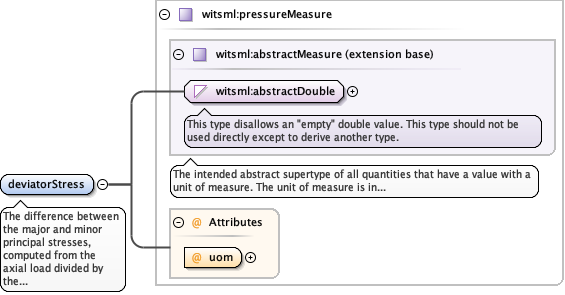 witsml:pressureMeasure
witsml:abstractMeasure (extension base)
witsml:abstractDouble
This type disallows an "empty" double value. This type should not be
used directly except to derive another type.
The intended abstract supertype of all quantities that have a value with a
unit of measure. The unit of measure is in...
deviatorStress
The difference between
the major and minor
principal stresses,
computed from the
axial load divided by
the...
@ Attributes
@ uom